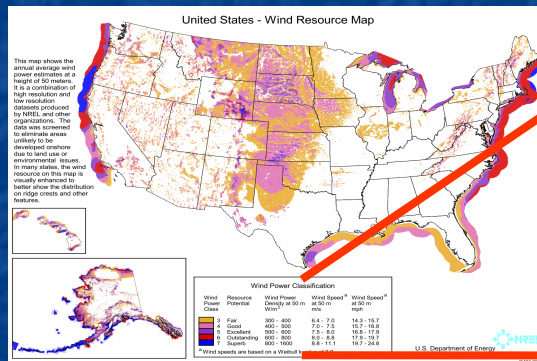 United States - Wind Resource Map
This map shows the
annual average wind
power estimates at a
height of 50 meters.
It is a combination of
high resolution and
low resolution
datasets produced
by NREL and other
organizations. The
data was screened
to eliminate areas
unlikely to be
developed onshore
due to land use or
environmental issues.
In many states, the wind
resource on this map is
visually enhanced to
better show the distribution
on ridge crests and other
features.
Wind Power Classification
Wind Power Class Resource Potential Wind Power Density at 50 m W/m2 Wind Speed a at 50 m m/s Wind Speed a at 50 m mph
3 Fair 300 - 400 6.4 - 7.0 14.3 - 15.7
4 Good 400 - 500 7.0 - 7.5 15.7 - 16.8
5 Excellent 500 - 600 7.5 - 8.0 16.8 - 17.9
6 Outstanding 600 - 800 8.0 - 8.8 17.9 - 19.7
7 Superb 800 - 1600 8.8 - 11.1 19.7 - 24.8
a Wind speeds are based on a Weibull
U.S. Department of Energy
NREL